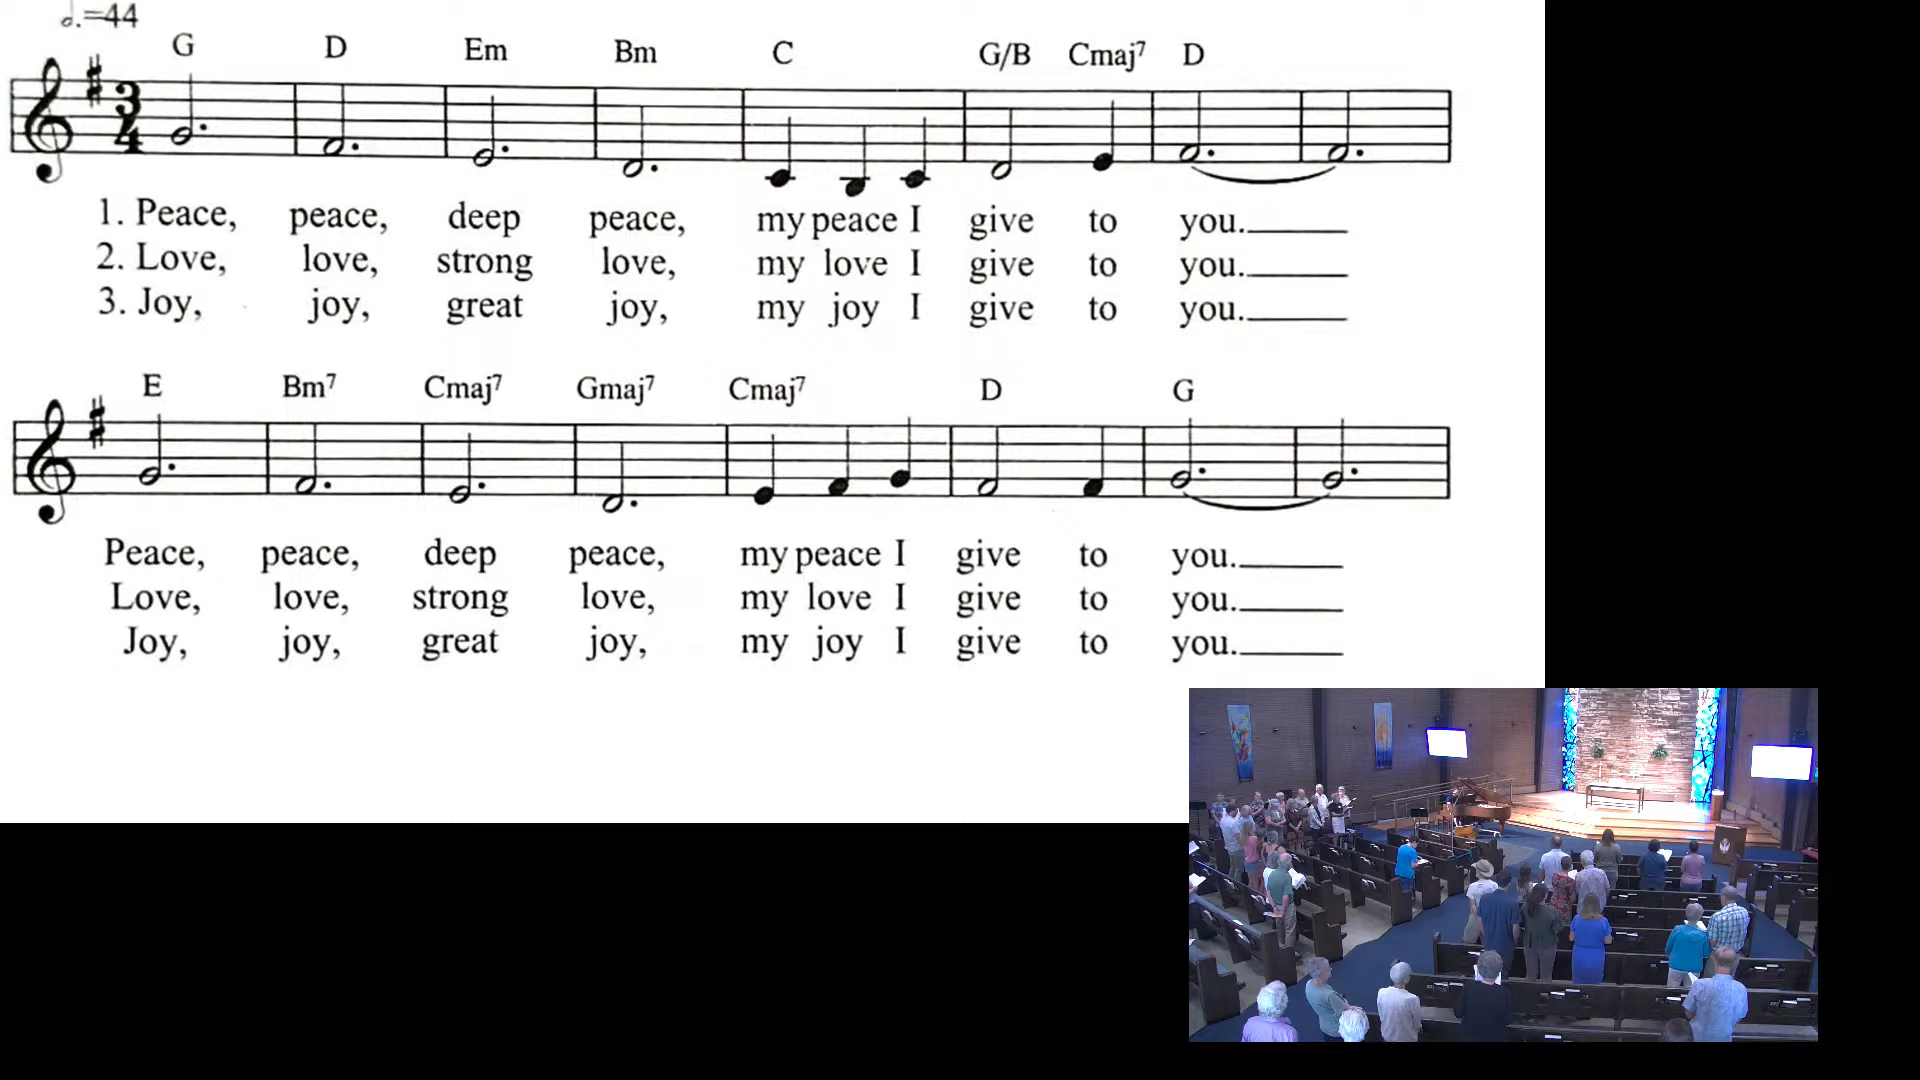 𝅗𝅥.=44
G D Em Bm C G/B Cmaj7 D
3
4
1. Peace, peace, deep peace, my peace I give to you.
2. Love, love, strong love, my love I give to you.
3. Joy, joy, great joy, my joy I give to you.
E Bm7 Cmaj7 Gmaj7 Cmaj7 D G
Peace, peace, deep peace, my peace I give to you.
Love, love, strong love, my love I give to you.
Joy, joy, great joy, my joy I give to you.